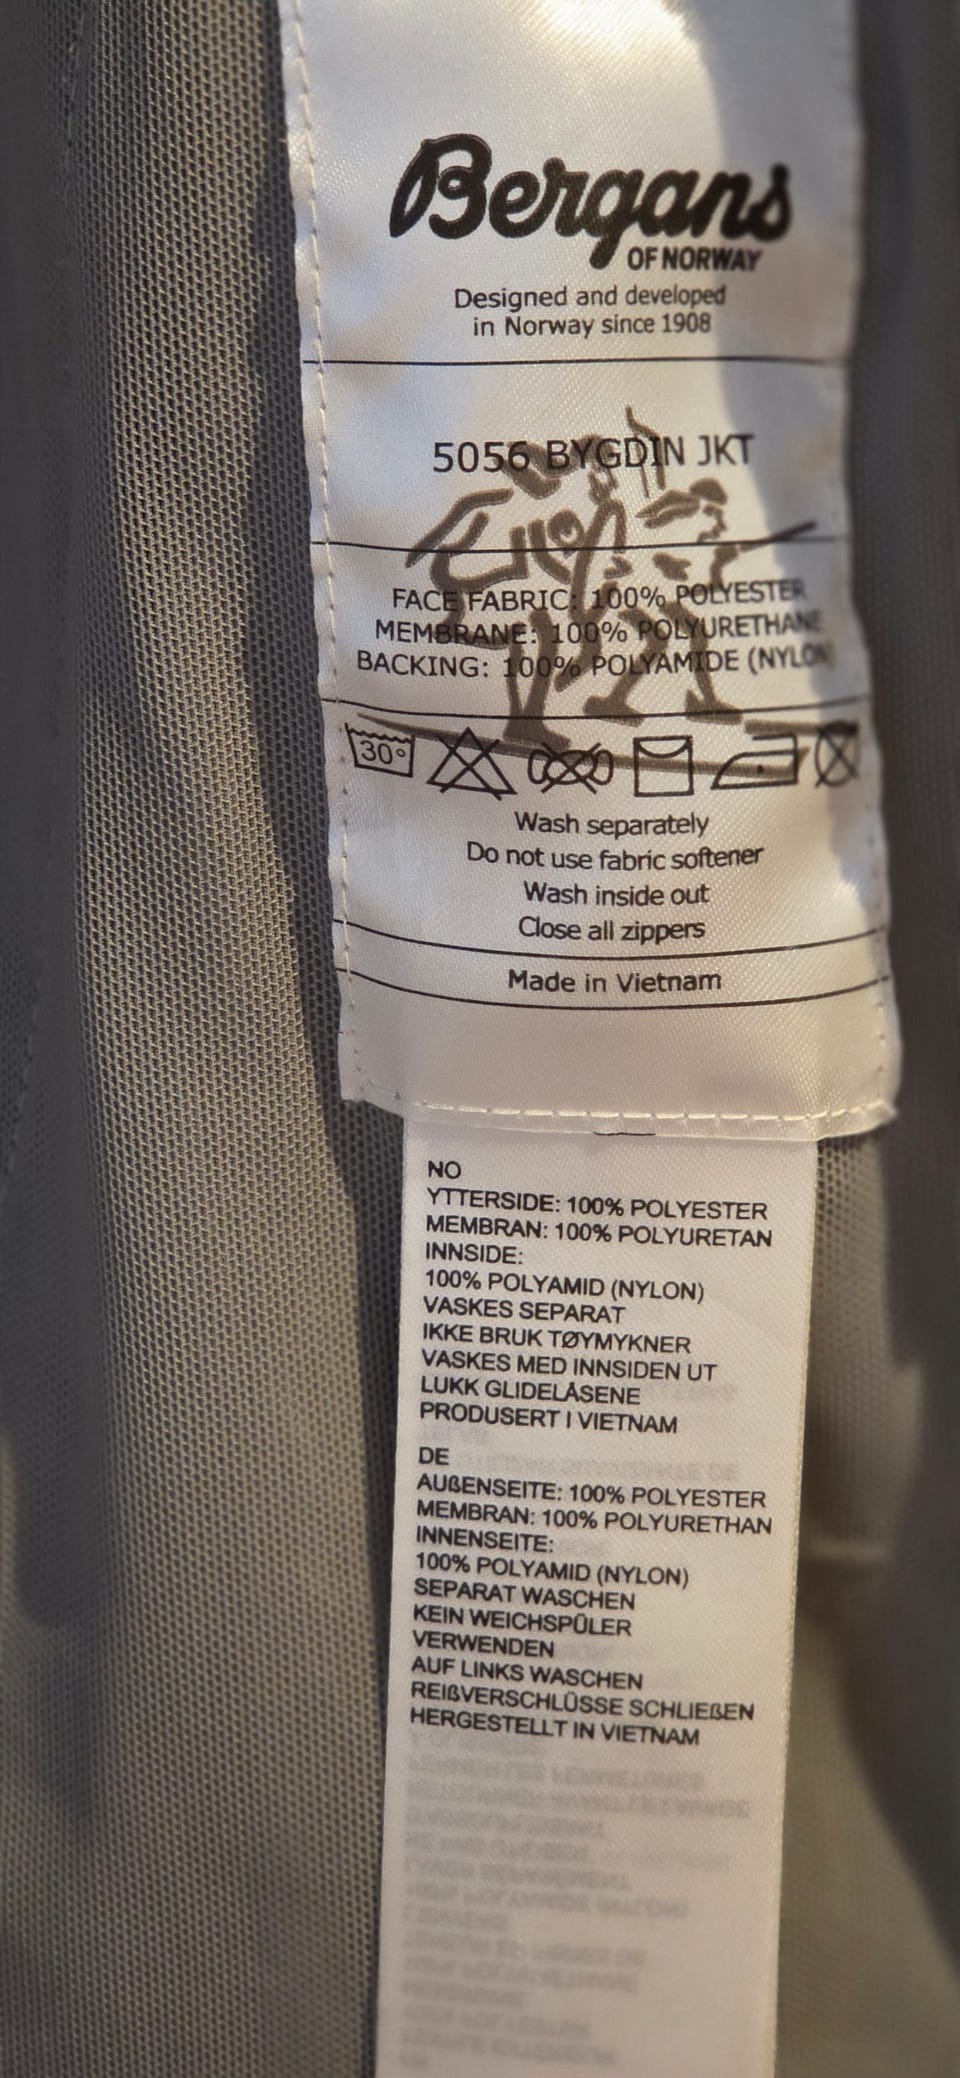 Bergans
OF NORWAY
Designed and developed
in Norway since 1908
5056 BYGDIN JKT
FACE FABRIC: 100% POLYESTER
MEMBRANE: 100% POLYURETHANE
BACKING: 100% POLYAMIDE (NYLON)
30°
Wash separately
Do not use fabric softener
Wash inside out
Close all zippers
Made in Vietnam
NO
YTTERSIDE: 100% POLYESTER
MEMBRAN: 100% POLYURETAN
INNSIDE:
100% POLYAMID (NYLON)
VASKES SEPARAT
IKKE BRUK TØYMYKNER
VASKES MED INNSIDEN UT
LUKK GLIDELÅSENE
PRODUSERT I VIETNAM
DE
AUßENSEITE: 100% POLYESTER
MEMBRAN: 100% POLYURETHAN
INNENSEITE:
100% POLYAMID (NYLON)
SEPARAT WASCHEN
KEIN WEICHSPÜLER
VERWENDEN
AUF LINKS WASCHEN
REIßVERSCHLÜSSE SCHLIEßEN
HERGESTELLT IN VIETNAM